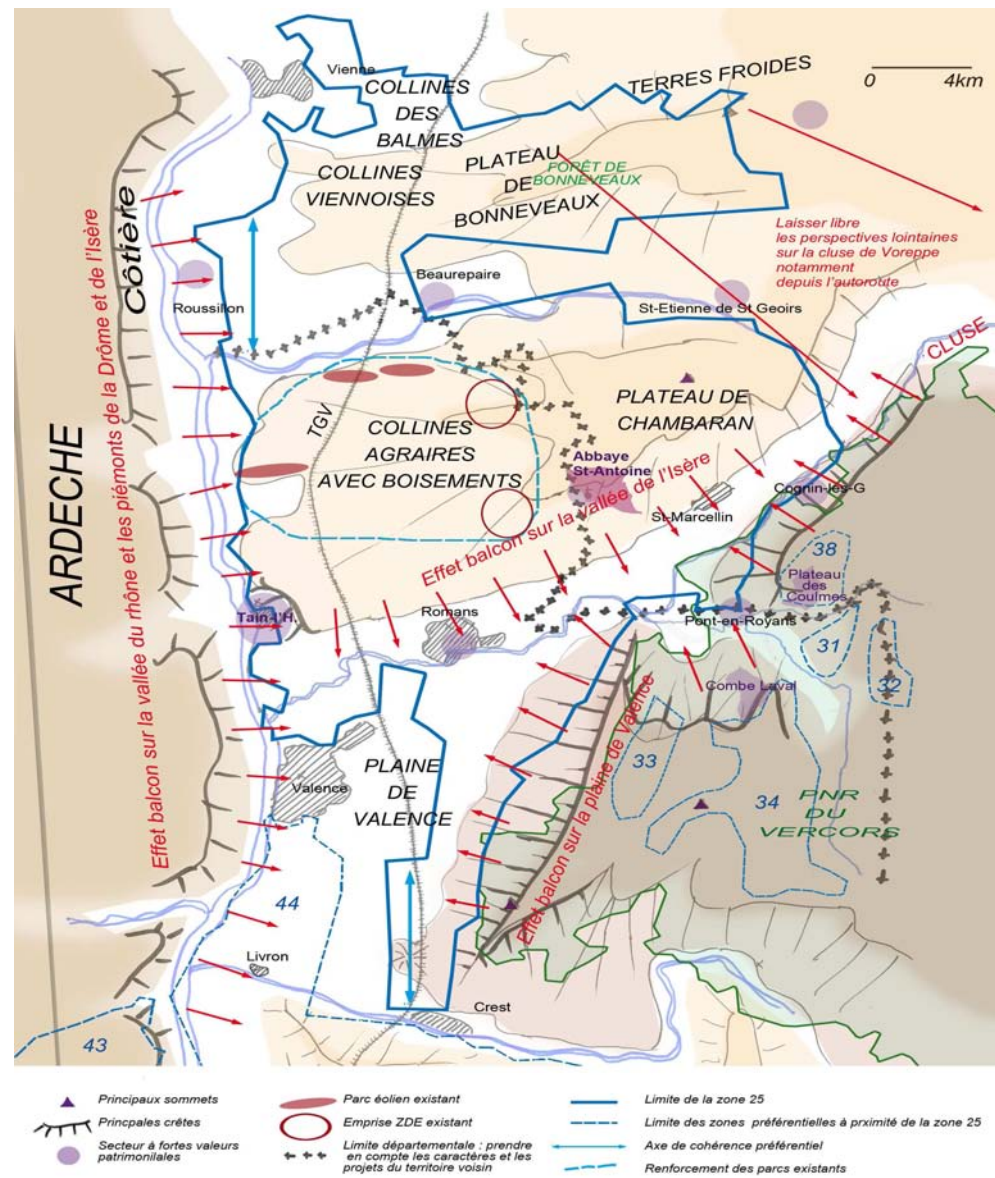 Vienne
COLLINES
DES
BALMES
TERRES FROIDES
0 4km
COLLINES
VIENNOISES
PLATEAU
DE
BONNEVEAUX
FORÊT DE
BONNEVEAUX
Laisser libre
les perspectives lointaines
sur la cluse de Voreppe
notamment
depuis l'autoroute
Côtière
Roussillon
Beaurepaire
St-Etienne de St Geoirs
CLUSE
ARDECHE
Effet balcon sur la vallée du rhône et les piémonts de la Drôme et de l'Isère
TGV
COLLINES
AGRAIRES
AVEC BOISEMENTS
PLATEAU DE
CHAMBARAN
Abbaye
St-Antoine
Effet balcon sur la vallée de l'Isère
St-Marcellin
Cognin-les-G
38
Plateau
des
Coulmes
Tain-l'H.
Romans
Pont-en-Royans
31
32
Combe Laval
33
34
PNR
DU
VERCORS
Effet balcon sur la plaine de Valence
Valence
PLAINE
DE
VALENCE
44
Livron
Crest
43
Principaux sommets
Princpales crêtes
Secteur à fortes valeurs
patrimonilales
Parc éolien existant
Emprise ZDE existant
Limite départementale : prendre
en compte les caractéres et les
projets du territoire voisin
Limite de la zone 25
Limite des zones préférentielles à prximité de la zone 25
Axe de cohérence préférentiel
Renforcement des parcs existants